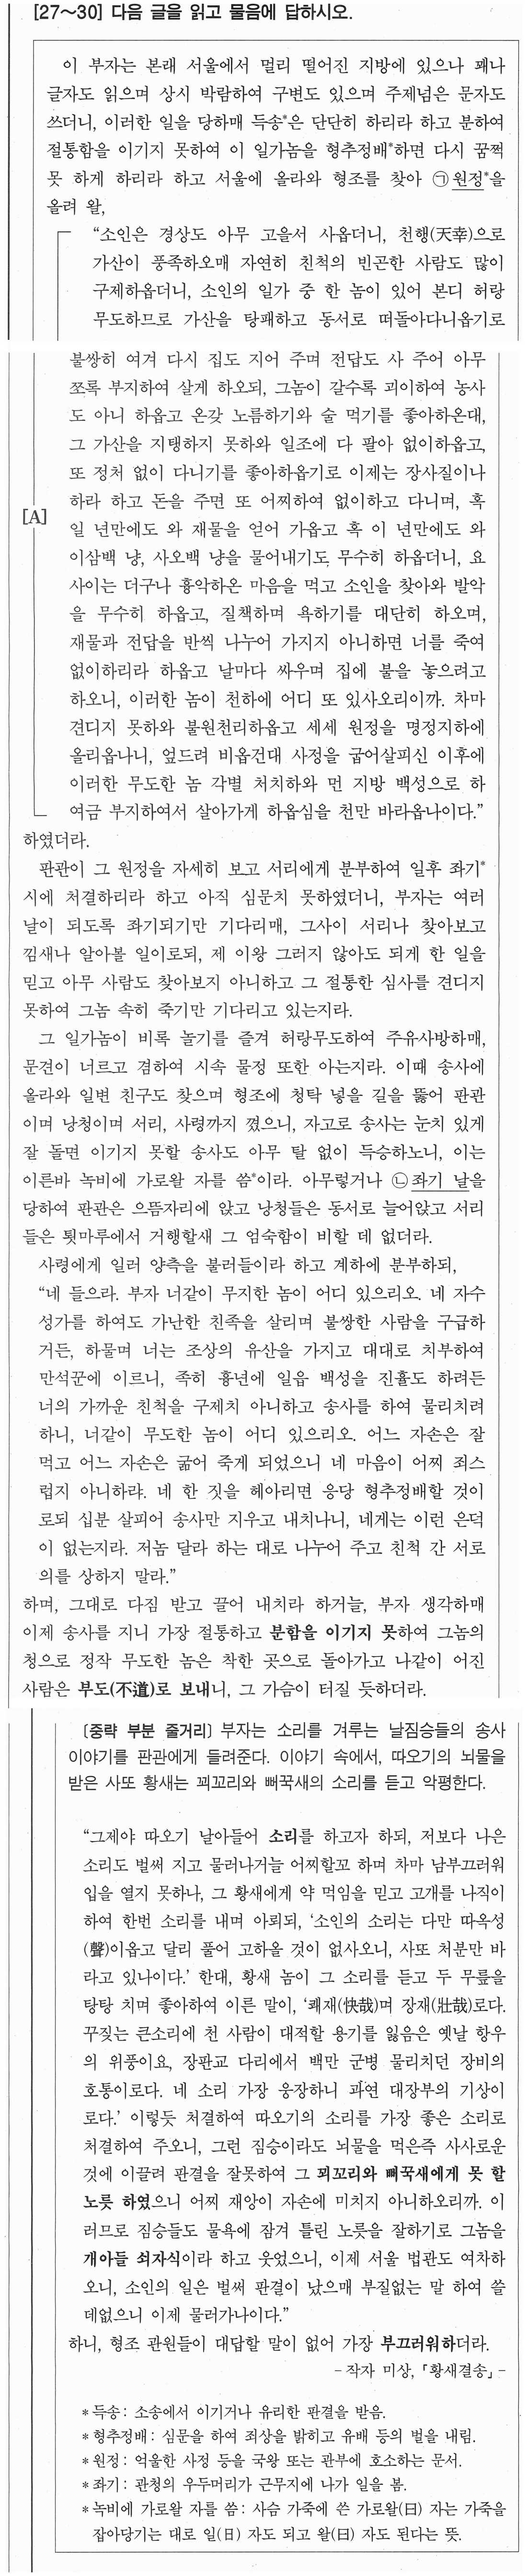 [27～30] 다음 글을 읽고 물음에 답하시오.
이 부자는 본래 서울에서 멀리 떨어진 지방에 있으나 꽤나
글자도 읽으며 상시 박람하여 구변도 있으며 주제넘은 문자도
쓰더니, 이러한 일을 당하매 득송*은 단단히 하리라 하고 분하여
절통함을 이기지 못하여 이 일가놈을 형추정배*하면 다시 꿈쩍
못 하게 하리라 하고 서울에 올라와 형조를 찾아 ㉠원정*을
올려 왈,
“소인은 경상도 아무 고을서 사옵더니, 천행(天幸)으로
가산이 풍족하오매 자연히 친척의 빈곤한 사람도 많이
구제하옵더니, 소인의 일가 중 한 놈이 있어 본디 허랑
무도하므로 가산을 탕패하고 동서로 떠돌아다니옵기로
불쌍히 여겨 다시 집도 지어 주며 전답도 사 주어 아무
쪼록 부지하여 살게 하오되, 그놈이 갈수록 괴이하여 농사
도 아니 하옵고 온갖 노름하기와 술 먹기를 좋아하온대,
그 가산을 지탱하지 못하와 일조에 다 팔아 없이하옵고,
또 정처 없이 다니기를 좋아하옵기로 이제는 장사질이나
하라 하고 돈을 주면 또 어찌하여 없이하고 다니며, 혹
[A]
일 년만에도 와 재물을 얻어 가옵고 혹 이 년만에도 와
이삼백 냥, 사오백 냥을 물어내기도 무수히 하옵더니, 요
사이는 더구나 흉악하온 마음을 먹고 소인을 찾아와 발악
을 무수히 하옵고, 질책하며 욕하기를 대단히 하오며,
재물과 전답을 반씩 나누어 가지지 아니하면 너를 죽여
없이하리라 하옵고 날마다 싸우며 집에 불을 놓으려고
하오니, 이러한 놈이 천하에 어디 또 있사오리이까. 차마
견디지 못하와 불원천리하옵고 세세 원정을 명정지하에
올리옵나니, 엎드려 비옵건대 사정을 굽어살피신 이후에
이러한 무도한 놈 각별 처치하와 먼 지방 백성으로 하
여금 부지하여서 살아가게 하옵심을 천만 바라옵나이다.”
하였더라.
판관이 그 원정을 자세히 보고 서리에게 분부하여 일후 좌기*
시에 처결하리라 하고 아직 심문치 못하였더니, 부자는 여러
날이 되도록 좌기되기만 기다리매, 그사이 서리나 찾아보고
낌새나 알아볼 일이로되, 제 이왕 그러지 않아도 되게 한 일을
믿고 아무 사람도 찾아보지 아니하고 그 절통한 심사를 견디지
못하여 그놈 속히 죽기만 기다리고 있는지라.
그 일가놈이 비록 놀기를 즐겨 허랑무도하여 주유사방하매,
문견이 너르고 겸하여 시속 물정 또한 아는지라. 이때 송사에
올라와 일변 친구도 찾으며 형조에 청탁 넣을 길을 뚫어 판관
이며 낭청이며 서리, 사령까지 꼈으니, 자고로 송사는 눈치 있게
잘 돌면 이기지 못할 송사도 아무 탈 없이 득승하노니, 이는
이른바 녹비에 가로왈 자를 씀*이라. 아무렇거나 ㉡좌기 날을
당하여 판관은 으뜸자리에 앉고 낭청들은 동서로 늘어앉고 서리
들은 툇마루에서 거행할새 그 엄숙함이 비할 데 없더라.
사령에게 일러 양측을 불러들이라 하고 계하에 분부하되,
“네 들으라. 부자 너같이 무지한 놈이 어디 있으리오. 네 자수
성가를 하여도 가난한 친족을 살리며 불쌍한 사람을 구급하
거든, 하물며 너는 조상의 유산을 가지고 대대로 치부하여
만석꾼에 이르니, 족히 흉년에 일읍 백성을 진휼도 하려든
너의 가까운 친척을 구제치 아니하고 송사를 하여 물리치려
하니, 너같이 무도한 놈이 어디 있으리오. 어느 자손은 잘
먹고 어느 자손은 굶어 죽게 되었으니 네 마음이 어찌 죄스
럽지 아니하랴. 네 한 짓을 헤아리면 응당 형추정배할 것이
로되 십분 살피어 송사만 지우고 내치나니, 네게는 이런 은덕
이 없는지라. 저놈 달라 하는 대로 나누어 주고 친척 간 서로
의를 상하지 말라.”
하며, 그대로 다짐 받고 끌어 내치라 하거늘, 부자 생각하매
이제 송사를 지니 가장 절통하고 분함을 이기지 못하여 그놈의
청으로 정작 무도한 놈은 착한 곳으로 돌아가고 나같이 어진
사람은 부도(不道)로 보내니, 그 가슴이 터질 듯하더라.
[중략 부분 줄거리] 부자는 소리를 겨루는 날짐승들의 송사
이야기를 판관에게 들려준다. 이야기 속에서, 따오기의 뇌물을
받은 사또 황새는 꾀꼬리와 뻐꾹새의 소리를 듣고 악평한다.
“그제야 따오기 날아들어 소리를 하고자 하되, 저보다 나은
소리도 벌써 지고 물러나거늘 어찌할꼬 하며 차마 남부끄러워
입을 열지 못하나, 그 황새에게 약 먹임을 믿고 고개를 나직이
하여 한번 소리를 내며 아뢰되, ‘소인의 소리는 다만 따옥성
(聲)이옵고 달리 풀어 고하올 것이 없사오니, 사또 처분만 바
라고 있나이다.’ 한대, 황새 놈이 그 소리를 듣고 두 무릎을
탕탕 치며 좋아하여 이른 말이, ‘쾌재(快哉)며 장재(壯哉)로다.
꾸짖는 큰소리에 천 사람이 대적할 용기를 잃음은 옛날 항우
의 위풍이요, 장판교 다리에서 백만 군병 물리치던 장비의
호통이로다. 네 소리 가장 웅장하니 과연 대장부의 기상이
로다.’ 이렇듯 처결하여 따오기의 소리를 가장 좋은 소리로
처결하여 주오니, 그런 짐승이라도 뇌물을 먹은즉 사사로운
것에 이끌려 판결을 잘못하여 그 꾀꼬리와 뻐꾹새에게 못 할
노릇 하였으니 어찌 재앙이 자손에 미치지 아니하오리까. 이
러므로 짐승들도 물욕에 잠겨 틀린 노릇을 잘하기로 그놈을
개아들 쇠자식이라 하고 웃었으니, 이제 서울 법관도 여차하
오니, 소인의 일은 벌써 판결이 났으매 부질없는 말 하여 쓸
데없으니 이제 물러가나이다.”
하니, 형조 관원들이 대답할 말이 없어 가장 부끄러워하더라.
- 작자 미상, 「황새결송」 -
* 득송: 소송에서 이기거나 유리한 판결을 받음.
* 형추정배: 심문을 하여 죄상을 밝히고 유배 등의 벌을 내림.
* 원정: 억울한 사정 등을 국왕 또는 관부에 호소하는 문서.
* 좌기: 관청의 우두머리가 근무지에 나가 일을 봄.
* 녹비에 가로왈 자를 씀: 사슴 가죽에 쓴 가로왈(曰) 자는 가죽을
잡아당기는 대로 일(日) 자도 되고 왈(曰) 자도 된다는 뜻.